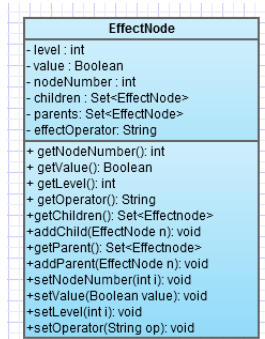 EffectNode
- level : int
- value : Boolean
- nodeNumber : int
- children : Set<EffectNode>
- parents: Set<EffectNode>
- effectOperator: String
+ getNodeNumber(): int
+ getValue(): Boolean
+ getLevel(): int
+ getOperator(): String
+getChildren(): Set<Effectnode>
+addChild(EffectNode n): void
+getParent(): Set<Effectnode>
+addParent(EffectNode n): void
+setNodeNumber(int i): void
+setValue(Boolean value): void
+setLevel(int i): void
+setOperator(String op): void